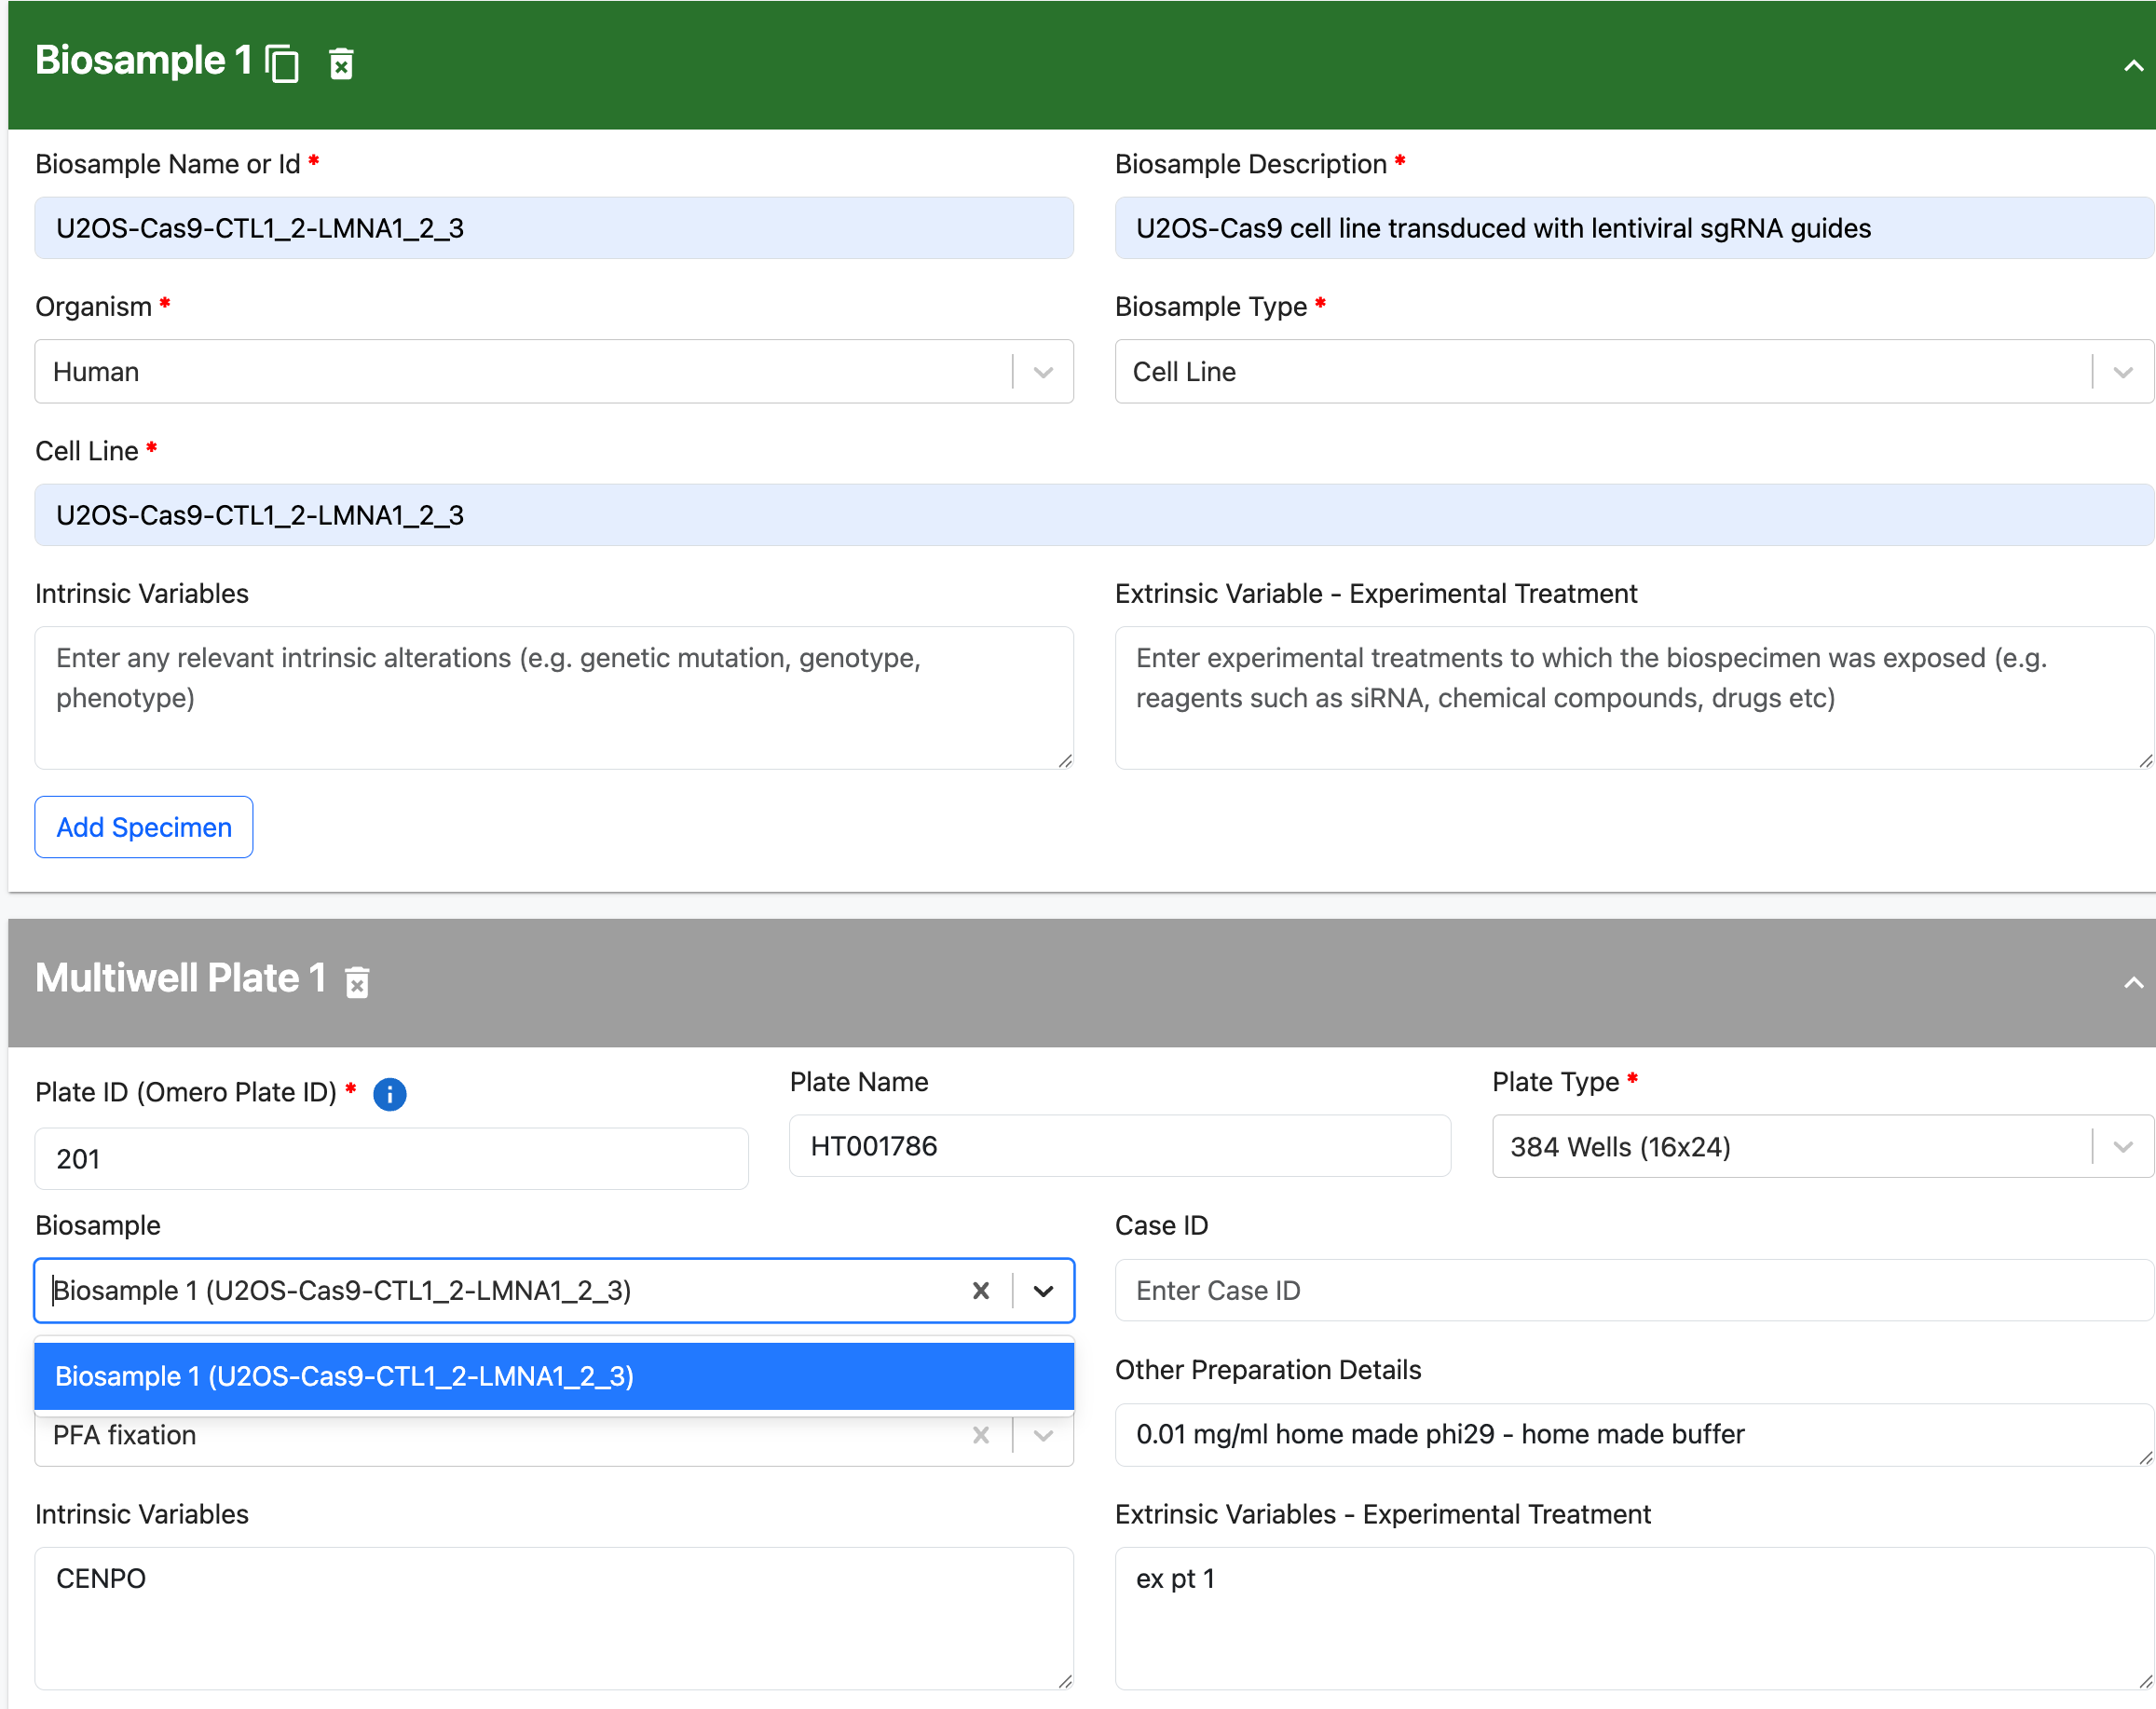 Biosample 1
Biosample Name or Id *
Biosample Description *
U2OS-Cas9-CTL1_2-LMNA1_2_3
U2OS-Cas9 cell line transduced with lentiviral sgRNA guides
Organism *
Biosample Type *
Human
Cell Line
Cell Line *
U2OS-Cas9-CTL1_2-LMNA1_2_3
Intrinsic Variables
Extrinsic Variable - Experimental Treatment
Enter any relevant intrinsic alterations (e.g. genetic mutation, genotype,
phenotype)
Enter experimental treatments to which the biospecimen was exposed (e.g.
reagents such as siRNA, chemical compounds, drugs etc)
Add Specimen
Multiwell Plate 1
Plate ID (Omero Plate ID) *
Plate Name
Plate Type *
201
HT001786
384 Wells (16x24)
Biosample
Case ID
Biosample 1 (U2OS-Cas9-CTL1_2-LMNA1_2_3)
Enter Case ID
Biosample 1 (U2OS-Cas9-CTL1_2-LMNA1_2_3)
Other Preparation Details
PFA fixation
0.01 mg/ml home made phi29 - home made buffer
Intrinsic Variables
Extrinsic Variables - Experimental Treatment
CENPO
ex pt 1